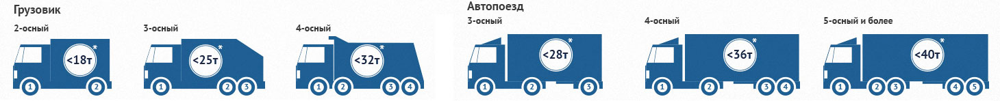 Грузовик
2-осный
<18т*
1 2
3-осный
<25т*
1 2 3
4-осный
<32т*
1 2 3 4
Автопоезд
3-осный
<28т*
1 2 3
4-осный
<36т*
1 2 3 4
5-осный и более
<40т*
1 2 3 4 5